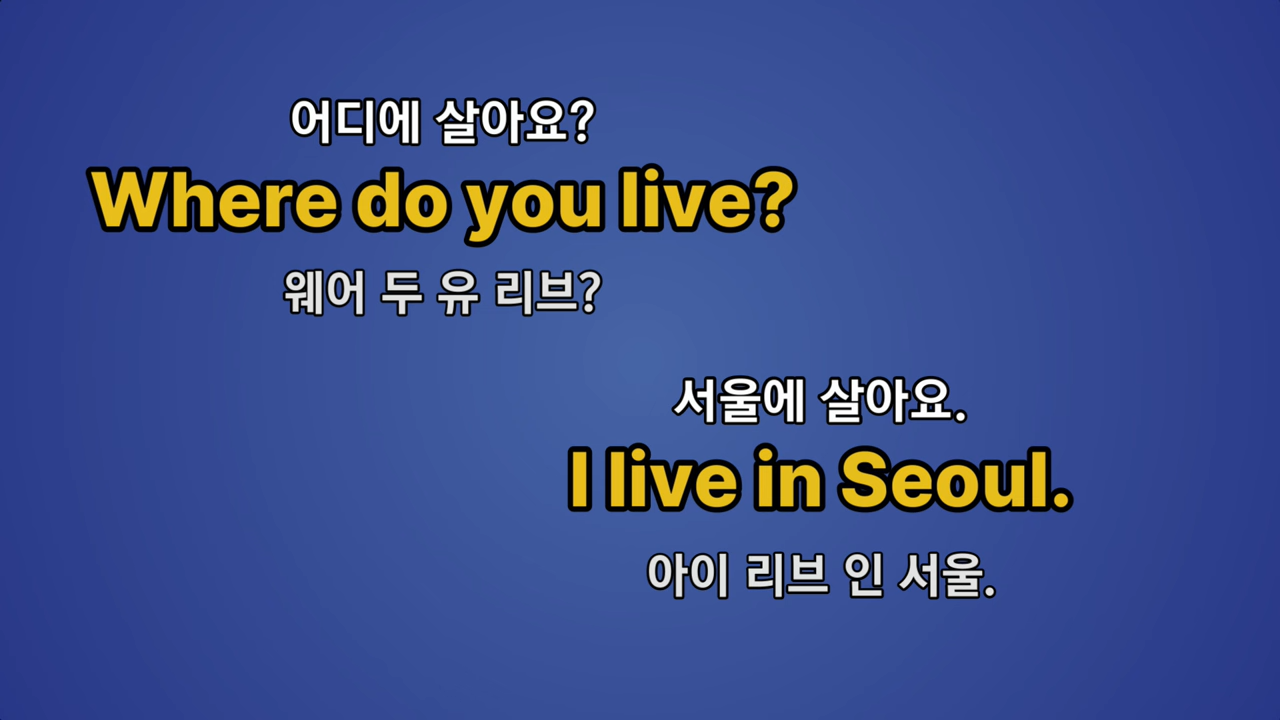 어디에 살아요?
Where do you live?
웨어 두 유 리브?
서울에 살아요.
I live in Seoul.
아이 리브 인 서울.